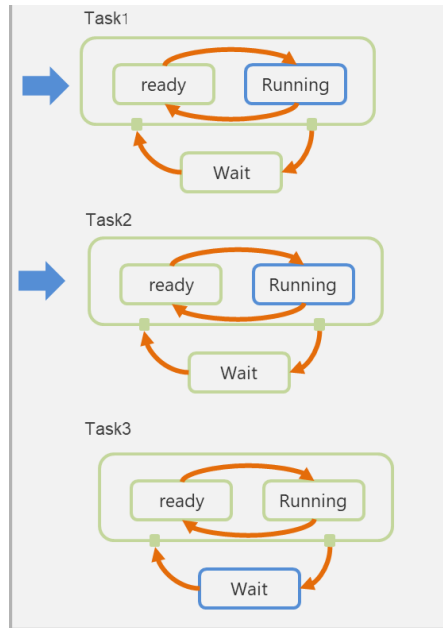 Task1
ready
Running
Wait
Task2
ready
Running
Wait
Task3
ready
Running
Wait